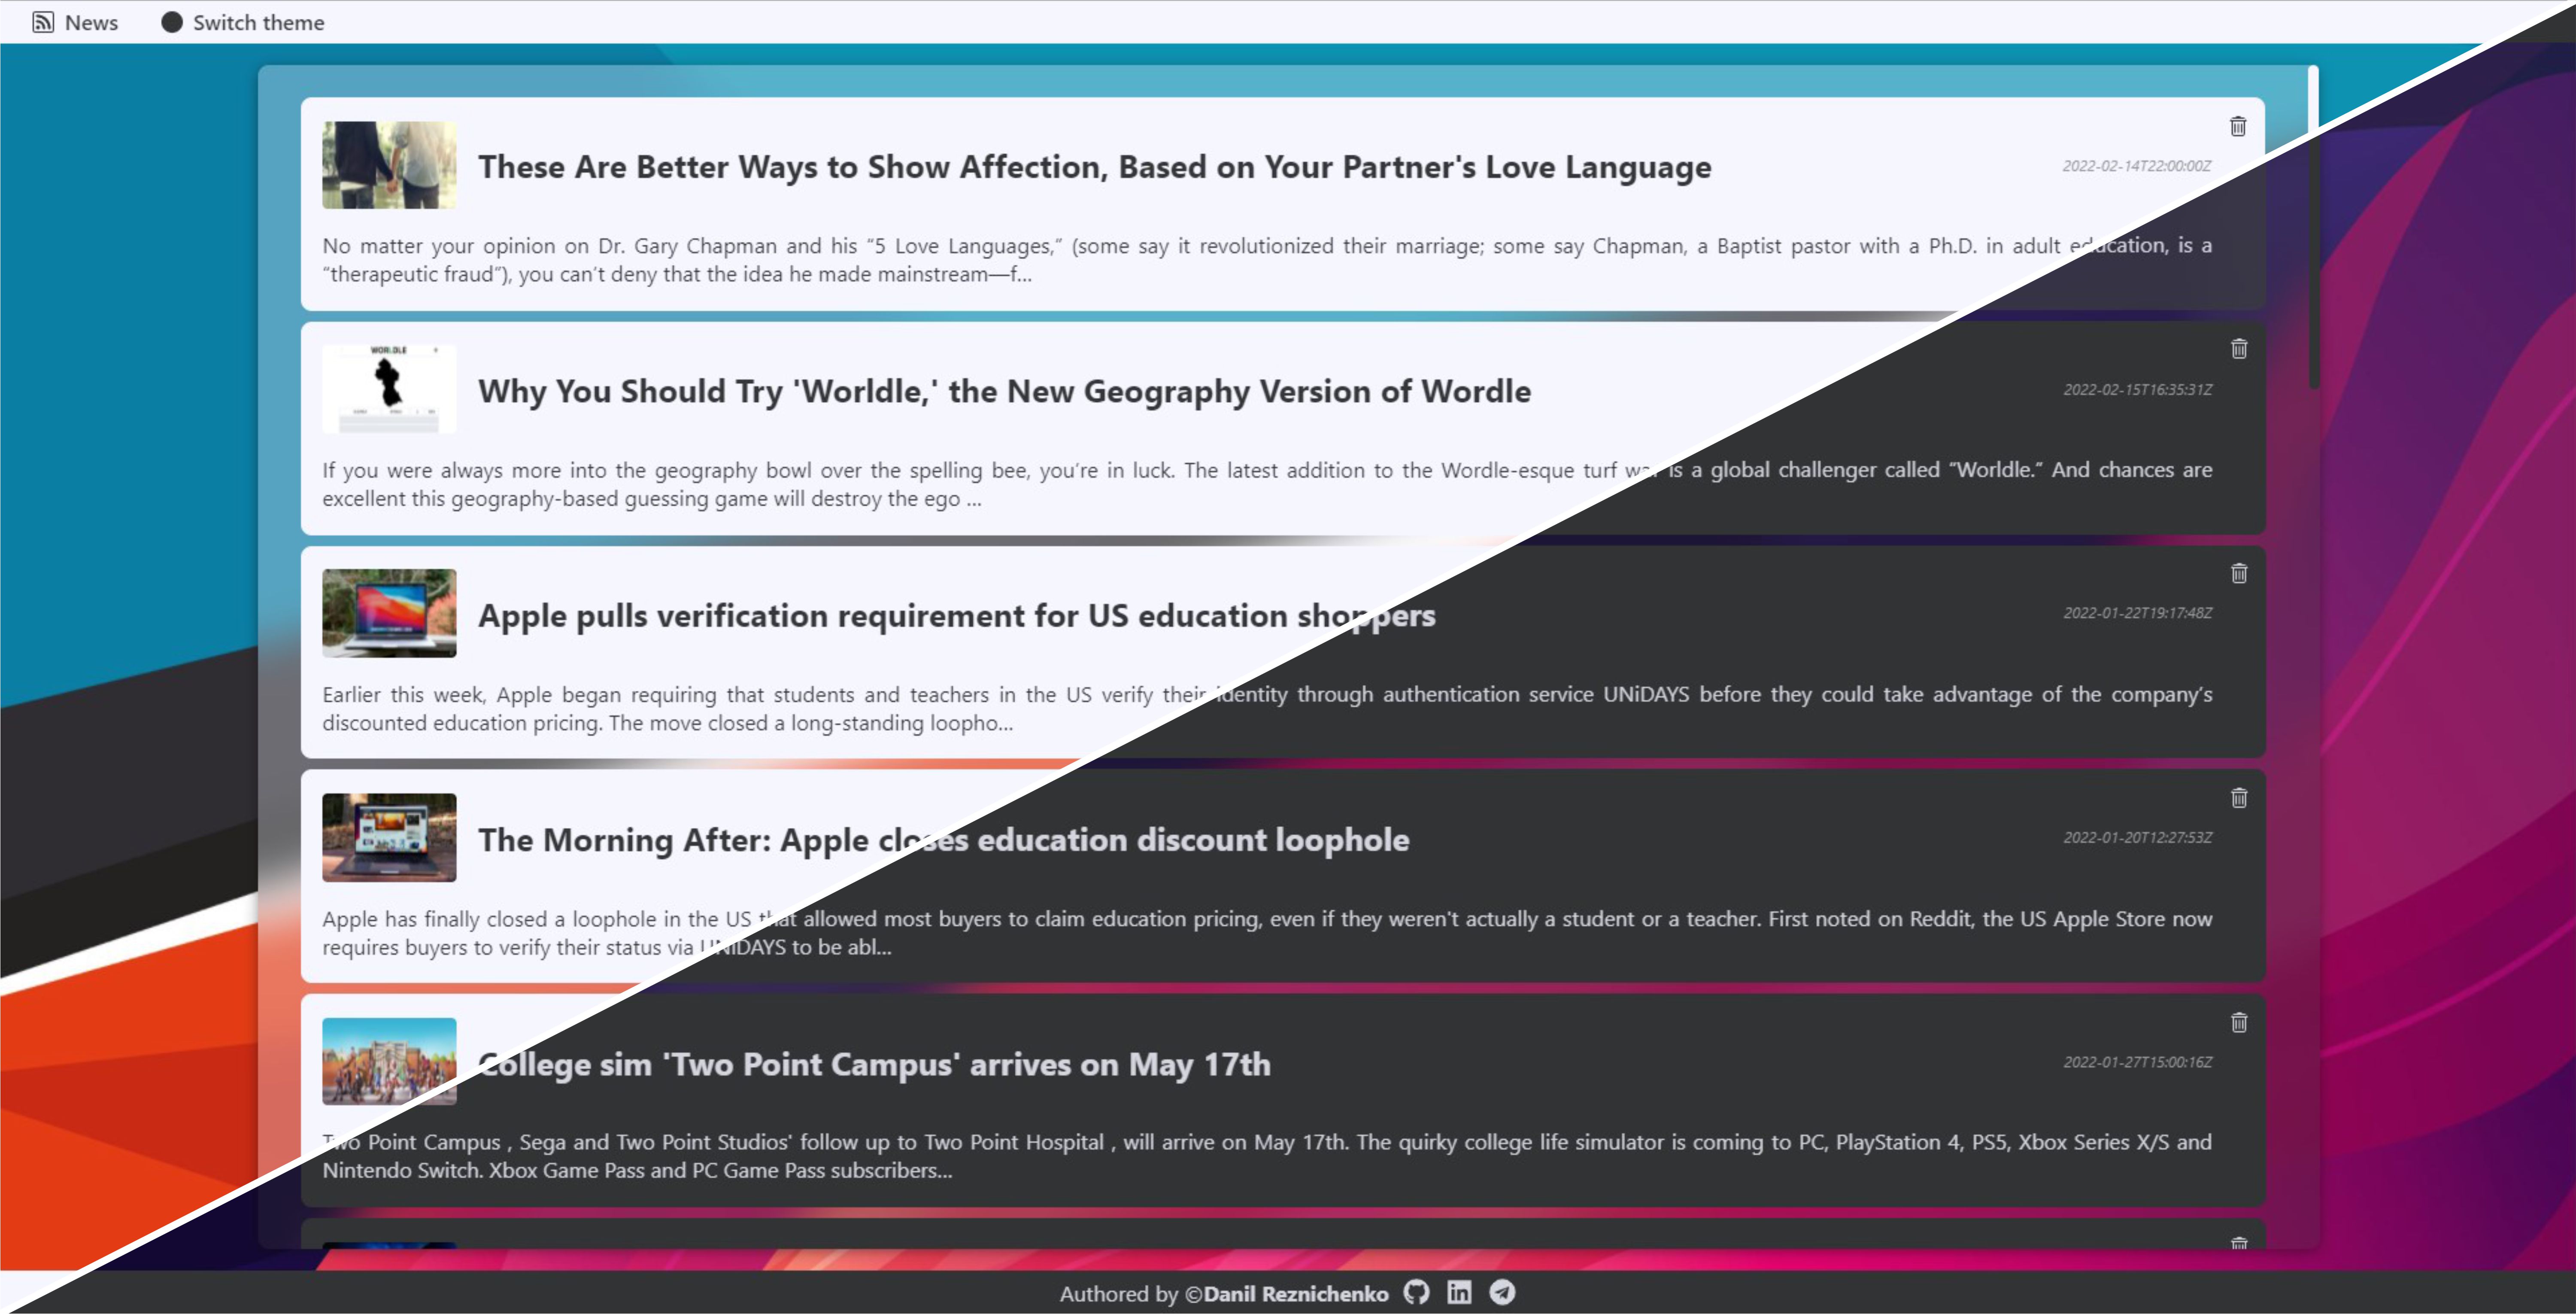 News
Switch theme
These Are Better Ways to Show Affection, Based on Your Partner's Love Language
2022-02-14T22:00:00Z
No matter your opinion on Dr. Gary Chapman and his “5 Love Languages,” (some say it revolutionized their marriage; some say Chapman, a Baptist pastor with a Ph.D. in adult education, is a
“therapeutic fraud”), you can’t deny that the idea he made mainstream—f...
WORLDLE
Why You Should Try 'Worldle,' the New Geography Version of Wordle
2022-02-15T16:35:31Z
If you were always more into the geography bowl over the spelling bee, you’re in luck. The latest addition to the Wordle-esque turf war is a global challenger called “Worldle.” And chances are
excellent this geography-based guessing game will destroy the ego ...
Apple pulls verification requirement for US education shoppers
2022-01-22T19:17:48Z
Earlier this week, Apple began requiring that students and teachers in the US verify their identity through authentication service UNiDAYS before they could take advantage of the company’s
discounted education pricing. The move closed a long-standing loopho...
The Morning After: Apple closes education discount loophole
2022-01-20T12:27:53Z
Apple has finally closed a loophole in the US that allowed most buyers to claim education pricing, even if they weren't actually a student or a teacher. First noted on Reddit, the US Apple Store now
requires buyers to verify their status via UNiDAYS to be abl...
College sim 'Two Point Campus' arrives on May 17th
2022-01-27T15:00:16Z
Two Point Campus , Sega and Two Point Studios' follow up to Two Point Hospital , will arrive on May 17th. The quirky college life simulator is coming to PC, PlayStation 4, PS5, Xbox Series X/S and
Nintendo Switch. Xbox Game Pass and PC Game Pass subscribers...
Authored by ©Danil Reznichenko